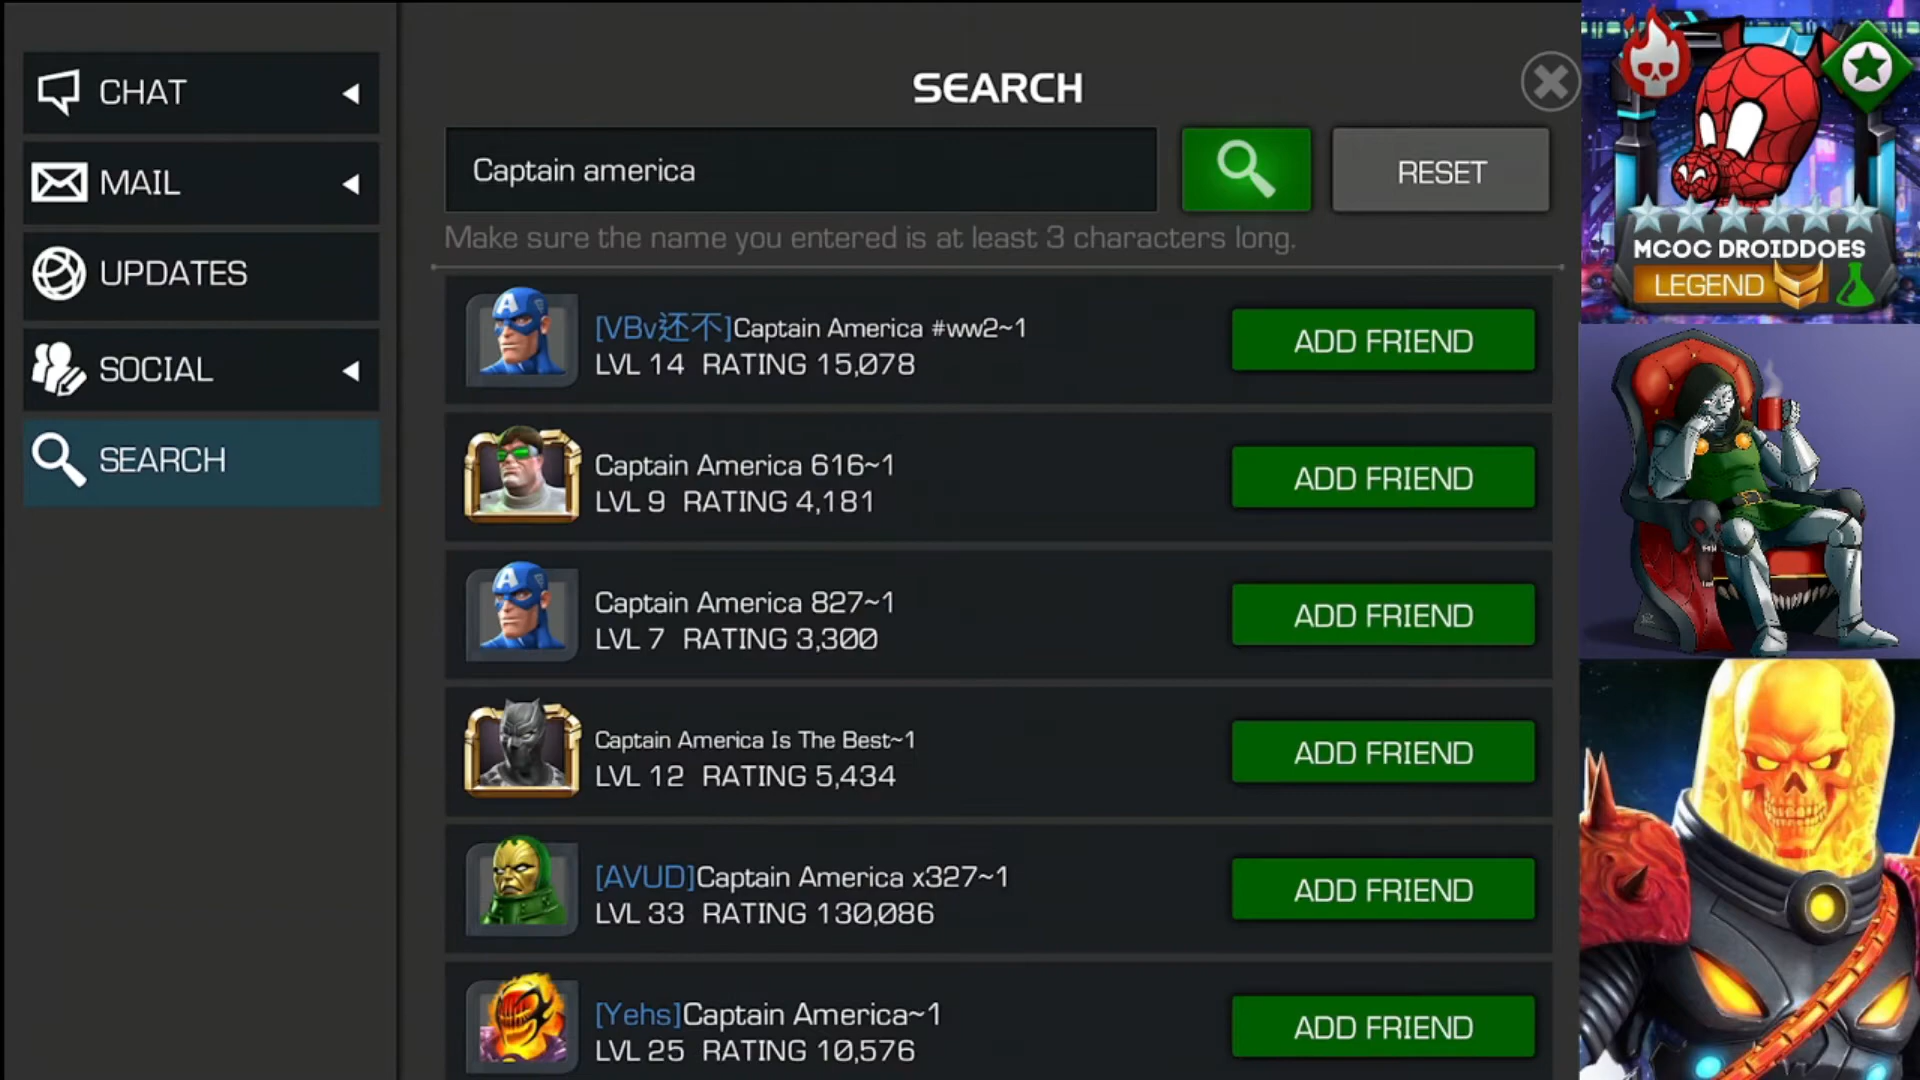 CHAT
MAIL
UPDATES
SOCIAL
SEARCH
SEARCH
Captain america
RESET
Make sure the name you entered is at least 3 characters long.
[VBv还不]Captain America #ww2~1
LVL 14 RATING 15,078
ADD FRIEND
Captain America 616~1
LVL 9 RATING 4,181
ADD FRIEND
Captain America 827~1
LVL 7 RATING 3,300
ADD FRIEND
Captain America Is The Best~1
LVL 12 RATING 5,434
ADD FRIEND
[AVUD]Captain America x327~1
LVL 33 RATING 130,086
ADD FRIEND
[Yehs]Captain America~1
LVL 25 RATING 10,576
ADD FRIEND
MCOC DROIDDOES
LEGEND